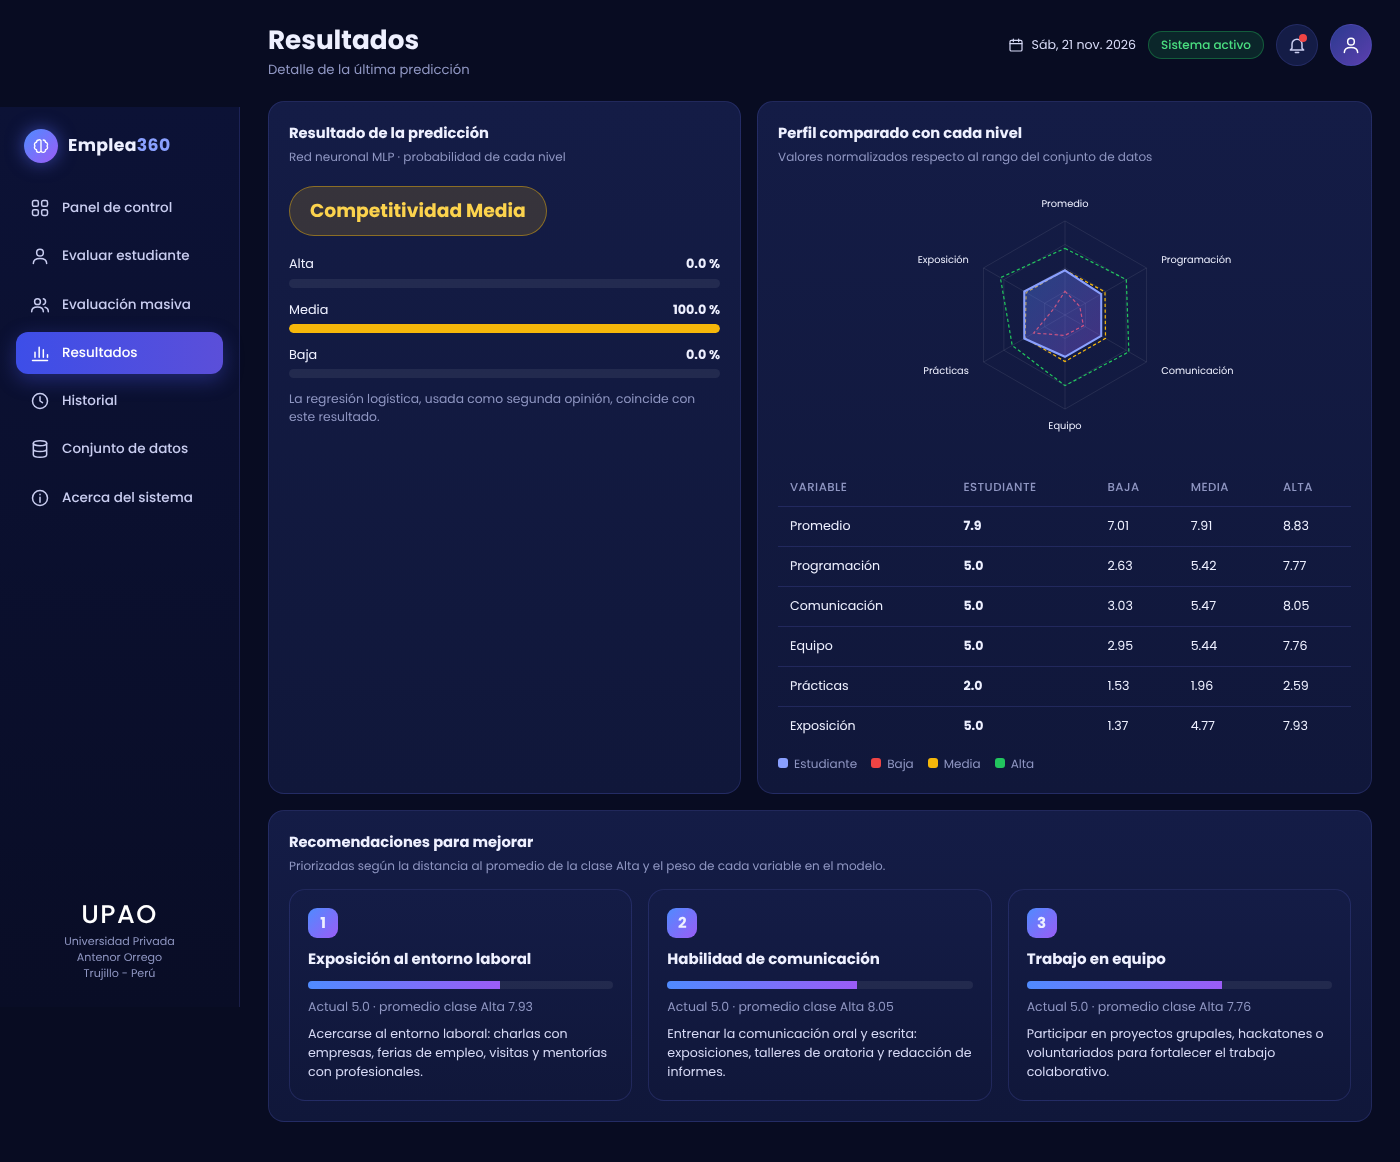 Resultados
Detalle de la última predicción
Sáb, 21 nov. 2026
Sistema activo
Emplea360
Panel de control
Evaluar estudiante
Evaluación masiva
Resultados
Historial
Conjunto de datos
Acerca del sistema
UPAO
Universidad Privada
Antenor Orrego
Trujillo - Perú
Resultado de la predicción
Red neuronal MLP · probabilidad de cada nivel
Competitividad Media
Alta 0.0 %
Media 100.0 %
Baja 0.0 %
La regresión logística, usada como segunda opinión, coincide con
este resultado.
Perfil comparado con cada nivel
Valores normalizados respecto al rango del conjunto de datos
Promedio
Exposición
Programación
Prácticas
Comunicación
Equipo
VARIABLE ESTUDIANTE BAJA MEDIA ALTA
Promedio 7.9 7.01 7.91 8.83
Programación 5.0 2.63 5.42 7.77
Comunicación 5.0 3.03 5.47 8.05
Equipo 5.0 2.95 5.44 7.76
Prácticas 2.0 1.53 1.96 2.59
Exposición 5.0 1.37 4.77 7.93
Estudiante Baja Media Alta
Recomendaciones para mejorar
Priorizadas según la distancia al promedio de la clase Alta y el peso de cada variable en el modelo.
1
Exposición al entorno laboral
Actual 5.0 · promedio clase Alta 7.93
Acercarse al entorno laboral: charlas con
empresas, ferias de empleo, visitas y mentorías
con profesionales.
2
Habilidad de comunicación
Actual 5.0 · promedio clase Alta 8.05
Entrenar la comunicación oral y escrita:
exposiciones, talleres de oratoria y redacción de
informes.
3
Trabajo en equipo
Actual 5.0 · promedio clase Alta 7.76
Participar en proyectos grupales, hackatones o
voluntariados para fortalecer el trabajo
colaborativo.